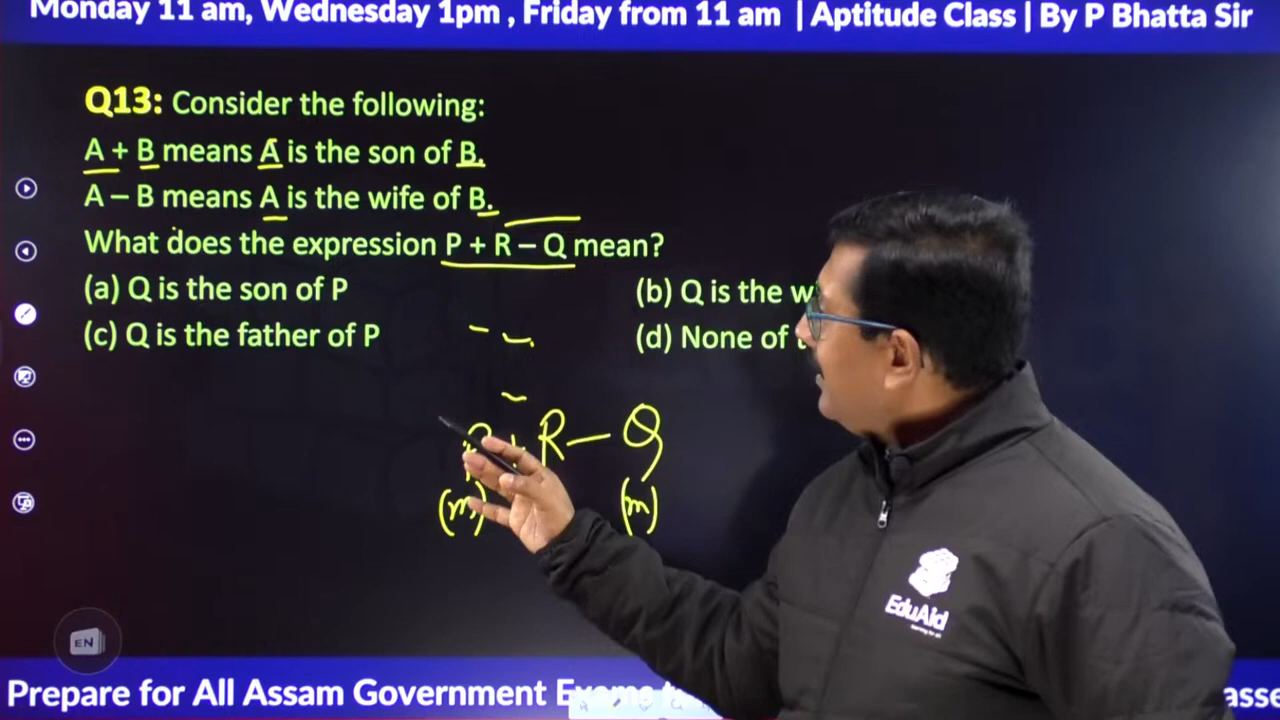 Monday 11 am, Wednesday 1pm , Friday from 11 am | Aptitude Class | By P Bhatta Sir
Q13: Consider the following:
A + B means A is the son of B.
A – B means A is the wife of B.
What does the expression P + R – Q mean?
(a) Q is the son of P
(b) Q is the
(c) Q is the father of P
(d) None of
R — Q
(m) (m)
EduAid
EN
Prepare for All Assam Government